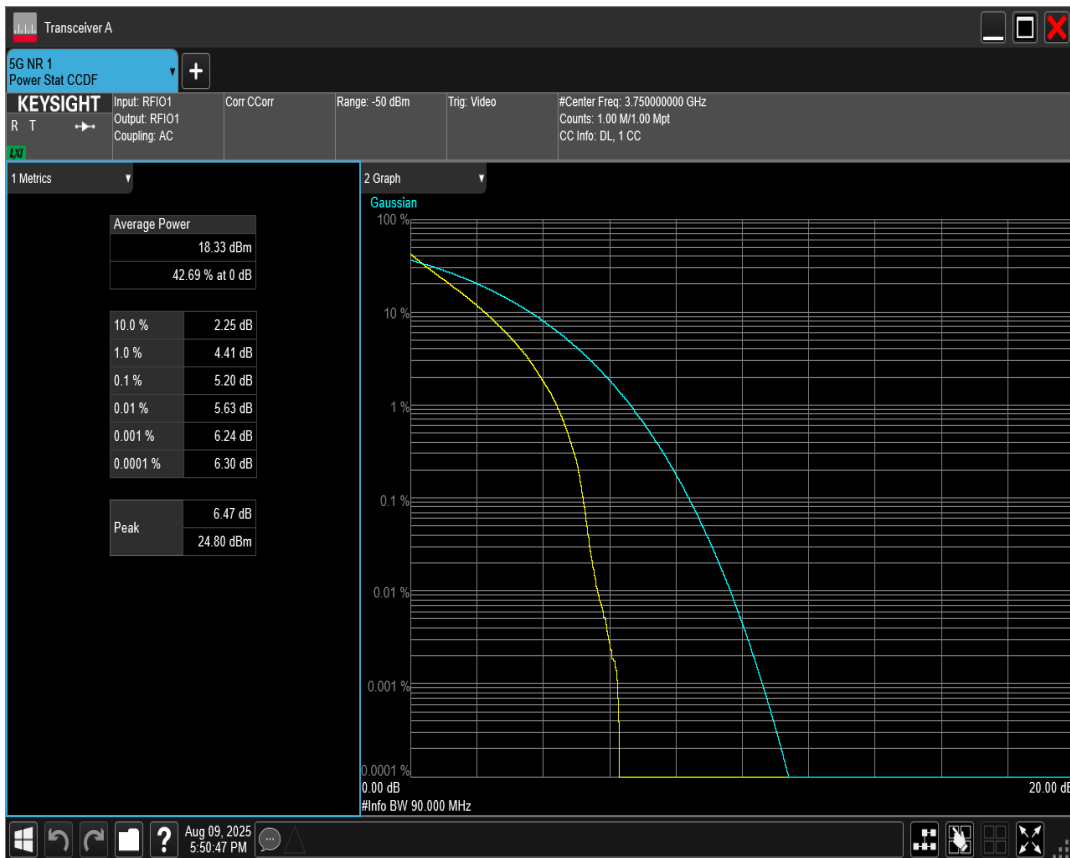 Transceiver A
5G NR 1
Power Stat CCDF
KEYSIGHT
R T
LXI
Input: RFIO1
Output: RFIO1
Coupling: AC
Corr CCorr
Range: -50 dBm
Trig: Video
#Center Freq: 3.750000000 GHz
Counts: 1.00 M/1.00 Mpt
CC Info: DL, 1 CC
1 Metrics
Average Power
18.33 dBm
42.69 % at 0 dB
10.0 % 2.25 dB
1.0 % 4.41 dB
0.1 % 5.20 dB
0.01 % 5.63 dB
0.001 % 6.24 dB
0.0001 % 6.30 dB
Peak
6.47 dB
24.80 dBm
2 Graph
Gaussian
100 %
10 %
1 %
0.1 %
0.01 %
0.001 %
0.0001 %
0.00 dB
20.00 dB
#Info BW 90.000 MHz
?
Aug 09, 2025
5:50:47 PM